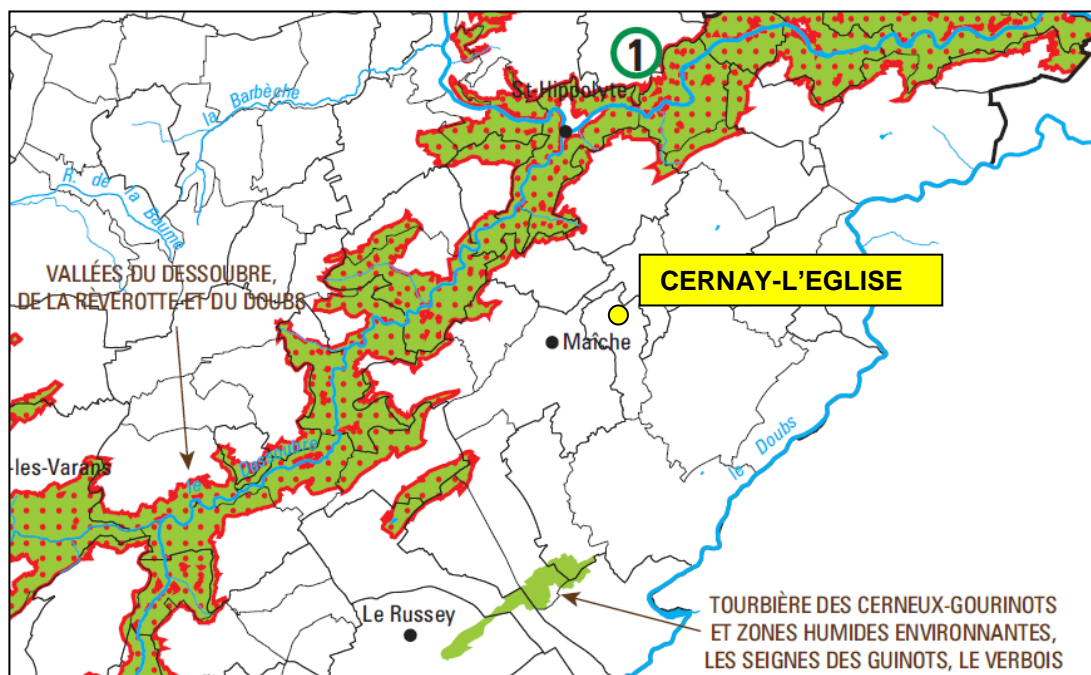 1
St-Hippolyte
la Barbèche
R. de la Baume
VALLÉES DU DESSOUBRE,
DE LA RÉVEROTTE ET DU DOUBS
CERNAY-L'EGLISE
Maîche
le Doubs
le Dessoubre
-les-Varans
Le Russey
TOURBIÈRE DES CERNEUX-GOURINOTS
ET ZONES HUMIDES ENVIRONNANTES,
LES SEIGNES DES GUINOTS, LE VERBOIS